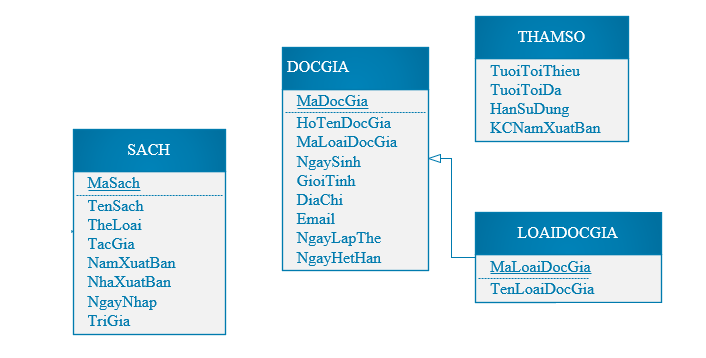 SACH
MaSach
TenSach
TheLoai
TacGia
NamXuatBan
NhaXuatBan
NgayNhap
TriGia
DOCGIA
MaDocGia
HoTenDocGia
MaLoaiDocGia
NgaySinh
GioiTinh
DiaChi
Email
NgayLapThe
NgayHetHan
THAMSO
TuoiToiThieu
TuoiToiDa
HanSuDung
KCNamXuatBan
LOAIDOCGIA
MaLoaiDocGia
TenLoaiDocGia